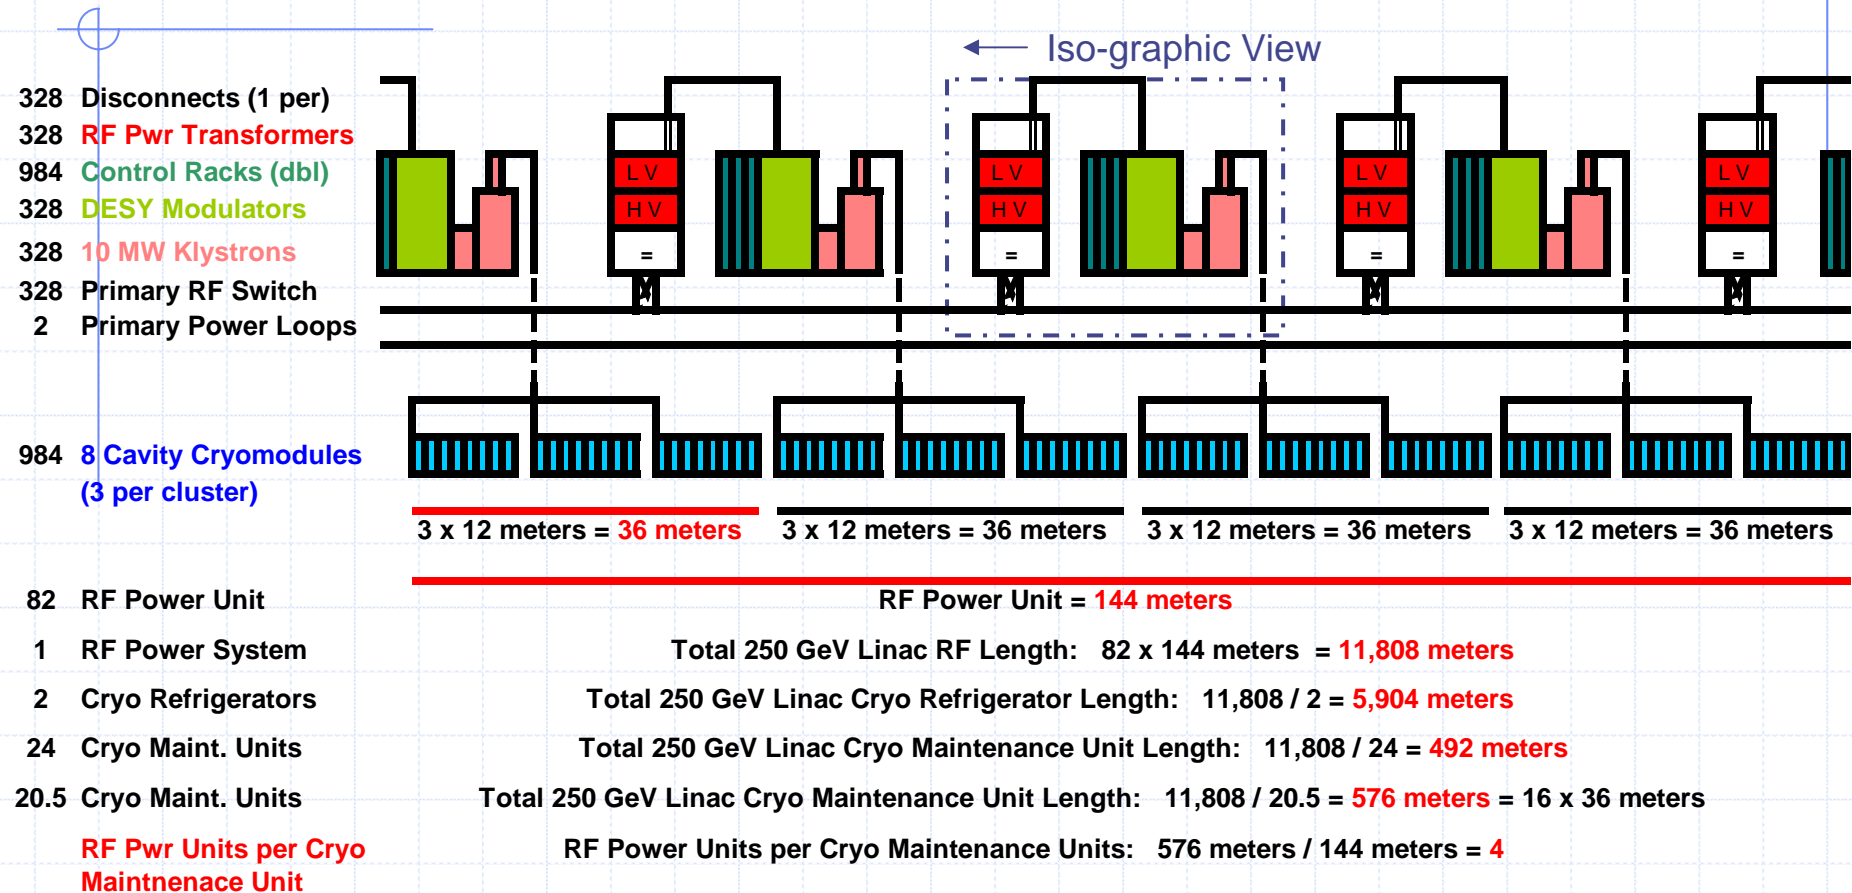 Iso-graphic View
328 Disconnects (1 per)
328 RF Pwr Transformers
984 Control Racks (dbl)
328 DESY Modulators
328 10 MW Klystrons
328 Primary RF Switch
2 Primary Power Loops
L V L V L V L V
H V H V H V H V
= = =
984 8 Cavity Cryomodules
(3 per cluster)
3 x 12 meters = 36 meters 3 x 12 meters = 36 meters 3 x 12 meters = 36 meters 3 x 12 meters = 36 meters
82 RF Power Unit RF Power Unit = 144 meters
1 RF Power System Total 250 GeV Linac RF Length: 82 x 144 meters = 11,808 meters
2 Cryo Refrigerators Total 250 GeV Linac Cryo Refrigerator Length: 11,808 / 2 = 5,904 meters
24 Cryo Maint. Units Total 250 GeV Linac Cryo Maintenance Unit Length: 11,808 / 24 = 492 meters
20.5 Cryo Maint. Units Total 250 GeV Linac Cryo Maintenance Unit Length: 11,808 / 20.5 = 576 meters = 16 x 36 meters
RF Pwr Units per Cryo RF Power Units per Cryo Maintenance Units: 576 meters / 144 meters = 4
Maintnenace Unit